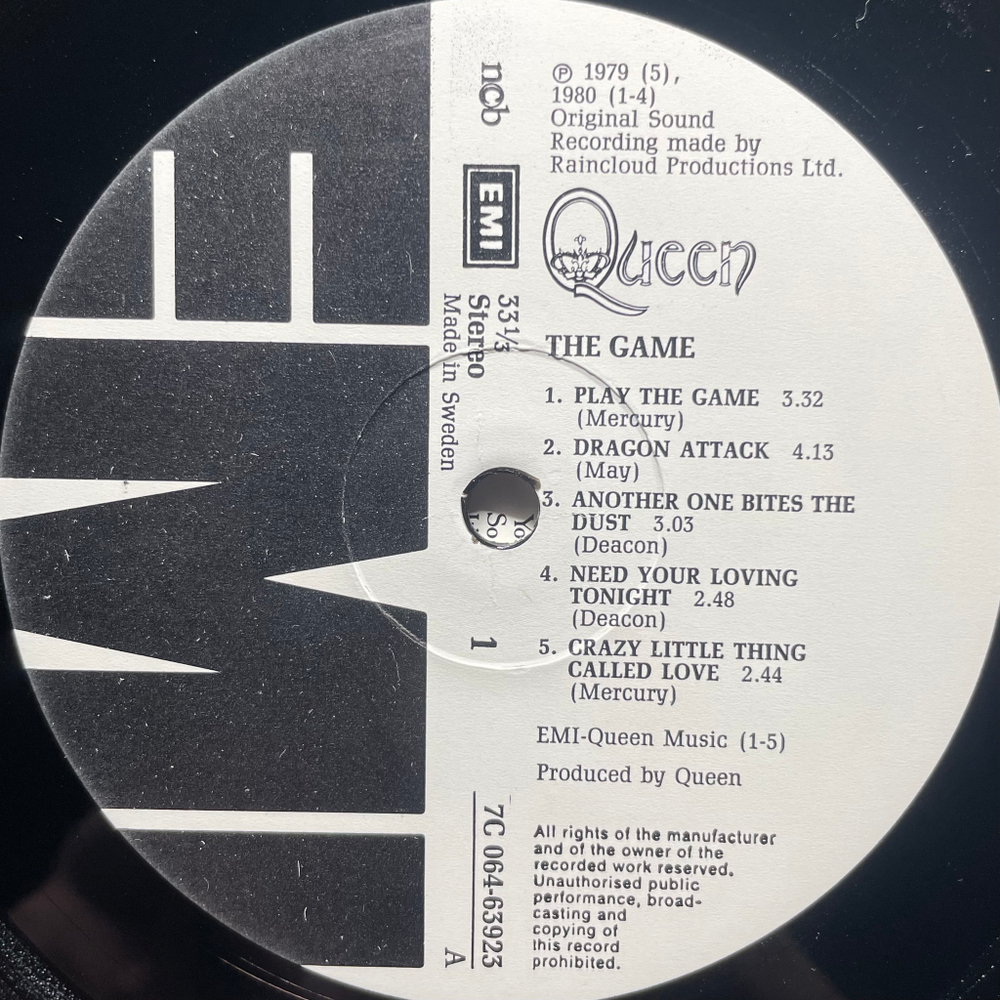 ncb
EMI
33⅓
Stereo
Made in Sweden
1
7C 064-63923
A
Ⓟ 1979 (5),
1980 (1-4)
Original Sound
Recording made by
Raincloud Productions Ltd.
Queen
THE GAME
1. PLAY THE GAME 3.32
(Mercury)
2. DRAGON ATTACK 4.13
(May)
3. ANOTHER ONE BITES THE
DUST 3.03
(Deacon)
4. NEED YOUR LOVING
TONIGHT 2.48
(Deacon)
5. CRAZY LITTLE THING
CALLED LOVE 2.44
(Mercury)
EMI-Queen Music (1-5)
Produced by Queen
All rights of the manufacturer
and of the owner of the
recorded work reserved.
Unauthorised public
performance, broad-
casting and
copying of
this record
prohibited.
EMI